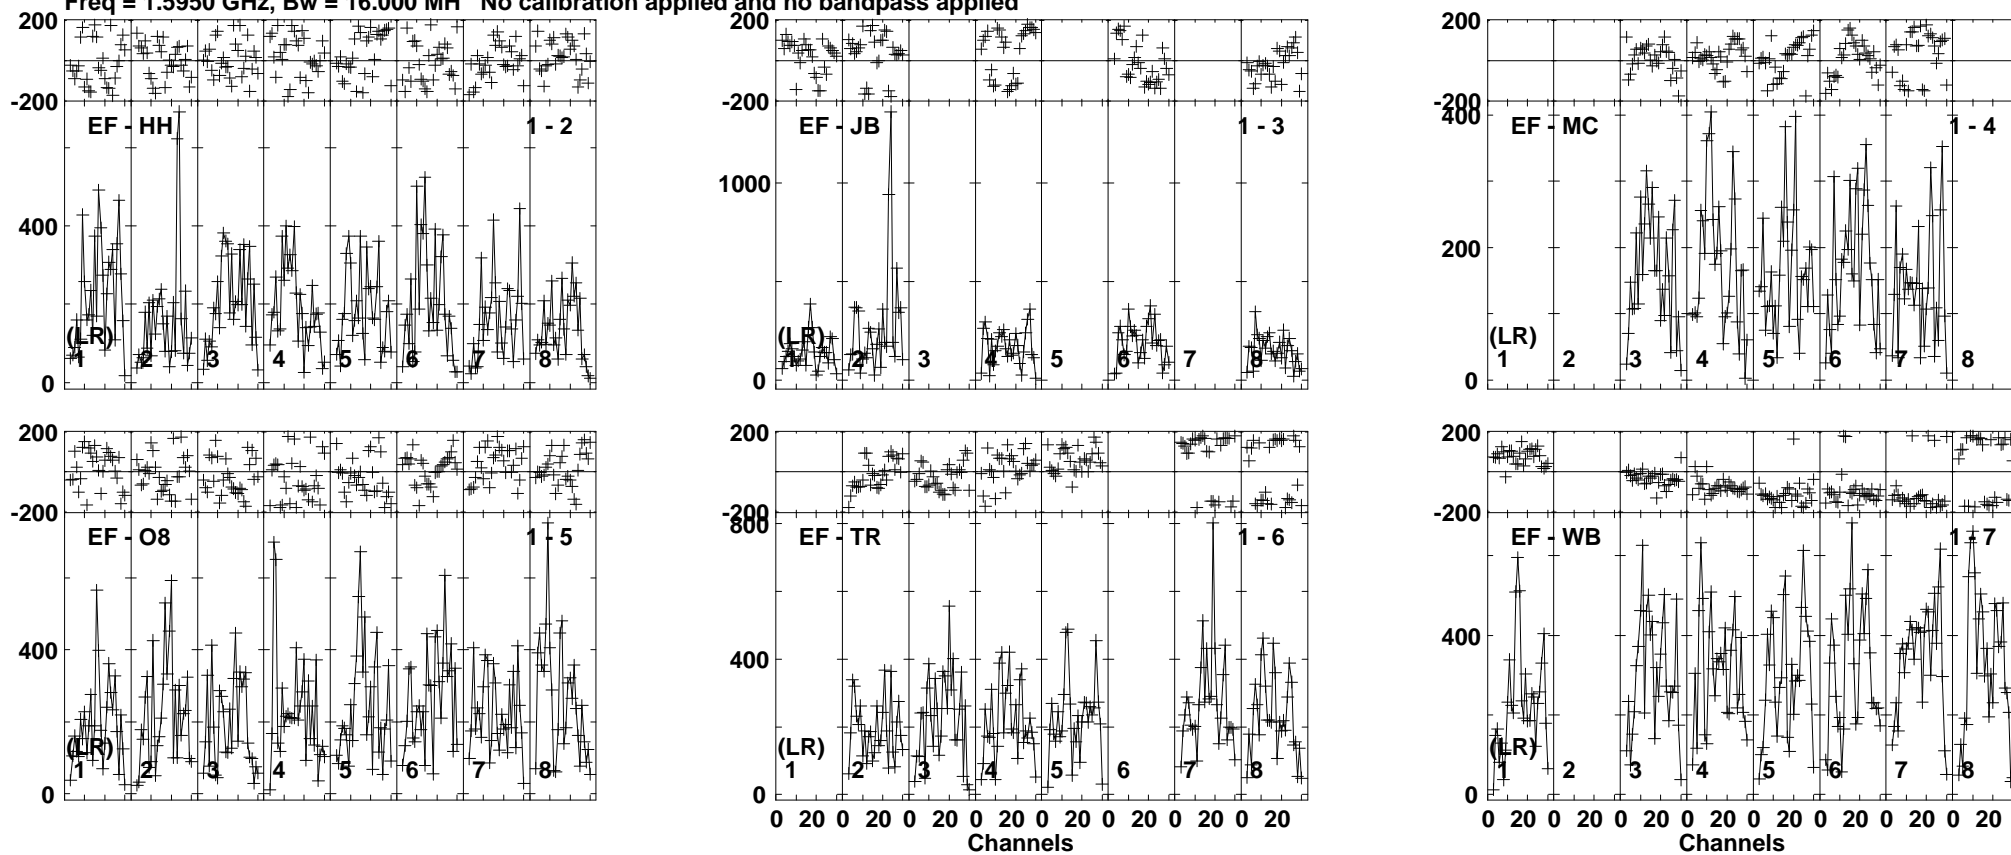 Freq = 1.5950 GHz, Bw = 16.000 MH No calibration applied and no bandpass applied
200
-200
EF - HH
1 - 2
400
0
(LR)
1 2 3 4 5 6 7 8
200
-200
EF - JB
1 - 3
1000
0
(LR)
1 2 3 4 5 6 7 8
200
-200
400
EF - MC
1 - 4
200
0
(LR)
1 2 3 4 5 6 7 8
200
-200
EF - O8
1 - 5
400
0
(LR)
1 2 3 4 5 6 7 8
200
-200
800
EF - TR
1 - 6
400
0
(LR)
1 2 3 4 5 6 7 8
0 20 0 20 0 20 0 20 0 20 0 20 0 20 0 20
Channels
200
-200
EF - WB
1 - 7
400
0
(LR)
1 2 3 4 5 6 7 8
0 20 0 20 0 20 0 20 0 20 0 20 0 20 0 20
Channels